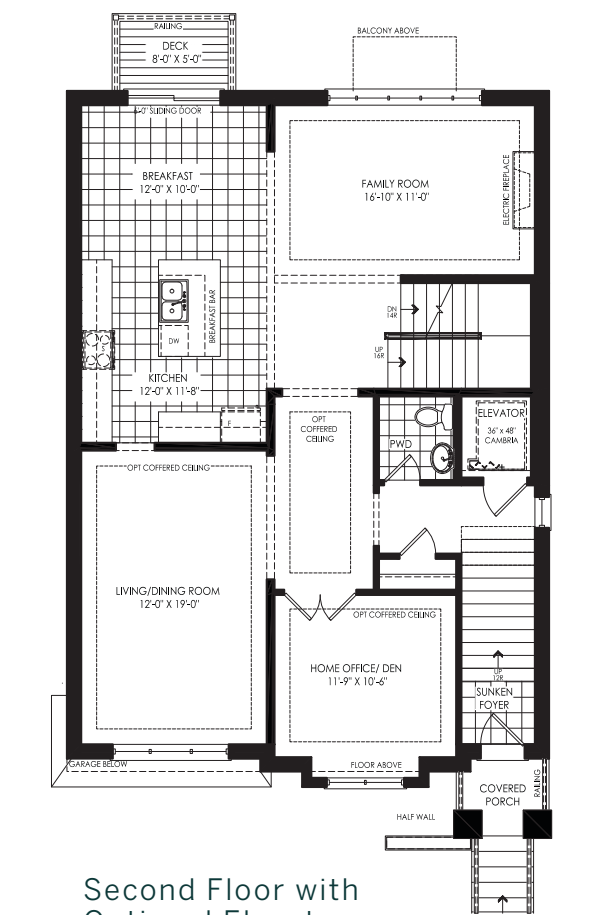 RAILING
DECK
8'-0" X 5'-0"
BALCONY ABOVE
6'-0" SLIDING DOOR
BREAKFAST
12'-0" X 10'-0"
FAMILY ROOM
16'-10" X 11'-0"
ELECTRIC FIREPLACE
BREAKFAST BAR
DW
DN
14R
UP
16R
KITCHEN
12'-0" X 11'-8"
F
OPT
COFFERED
CEILING
PWD
ELEVATOR
36" x 48"
CAMBRIA
OPT COFFERED CEILING
LIVING/DINING ROOM
12'-0" X 19'-0"
OPT COFFERED CEILING
HOME OFFICE/ DEN
11'-9" X 10'-6"
UP
12R
SUNKEN
FOYER
GARAGE BELOW
FLOOR ABOVE
COVERED
PORCH
RAILING
HALF WALL
Second Floor with